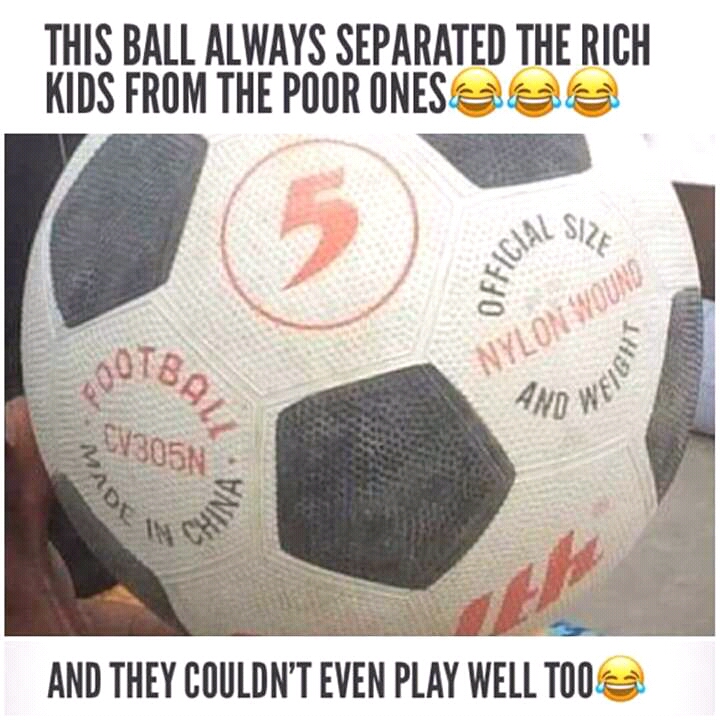 THIS BALL ALWAYS SEPARATED THE RICH
KIDS FROM THE POOR ONES😂😂😂
5
OFFICIAL SIZE
NYLON WOUND
AND WEIGHT
FOOTBALL
CV305N
MADE IN CHINA
AND THEY COULDN'T EVEN PLAY WELL TOO😂